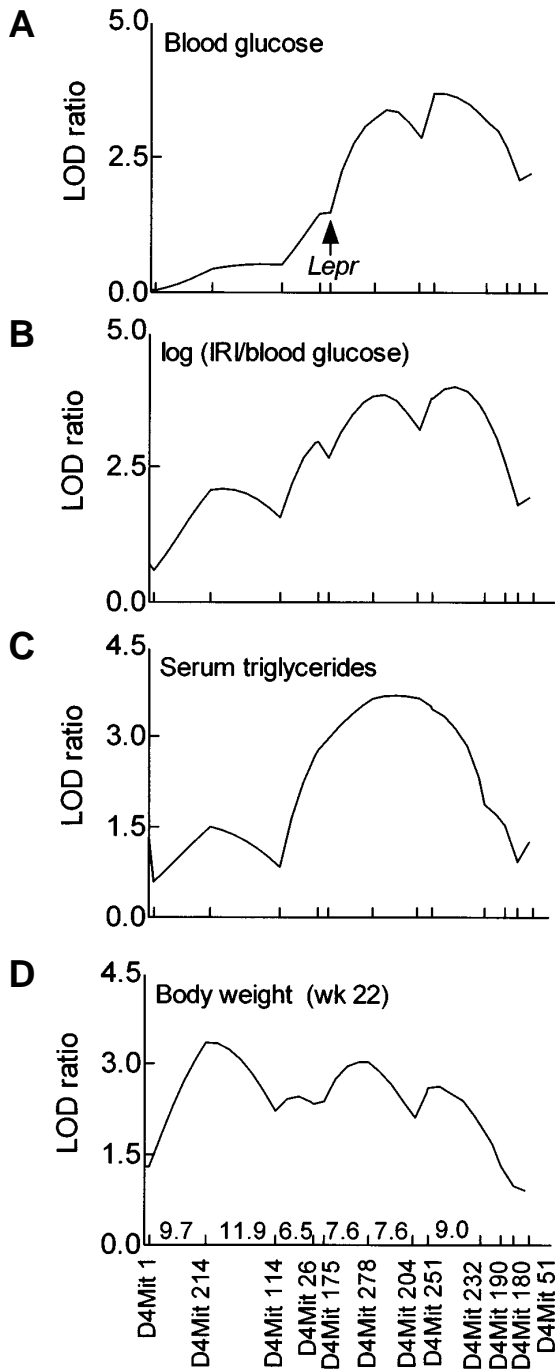 A
5.0
Blood glucose
LOD ratio
2.5
Lepr
0.0
B
5.0
log (IRI/blood glucose)
LOD ratio
2.5
0.0
C
4.5
Serum triglycerides
3.0
LOD ratio
1.5
0.0
D
4.5
Body weight (wk 22)
3.0
LOD ratio
1.5
0.0
9.7 11.9 6.5 7.6 7.6 9.0
D4Mit 1
D4Mit 214
D4Mit 114
D4Mit 26
D4Mit 175
D4Mit 278
D4Mit 204
D4Mit 251
D4Mit 232
D4Mit 190
D4Mit 180
D4Mit 51